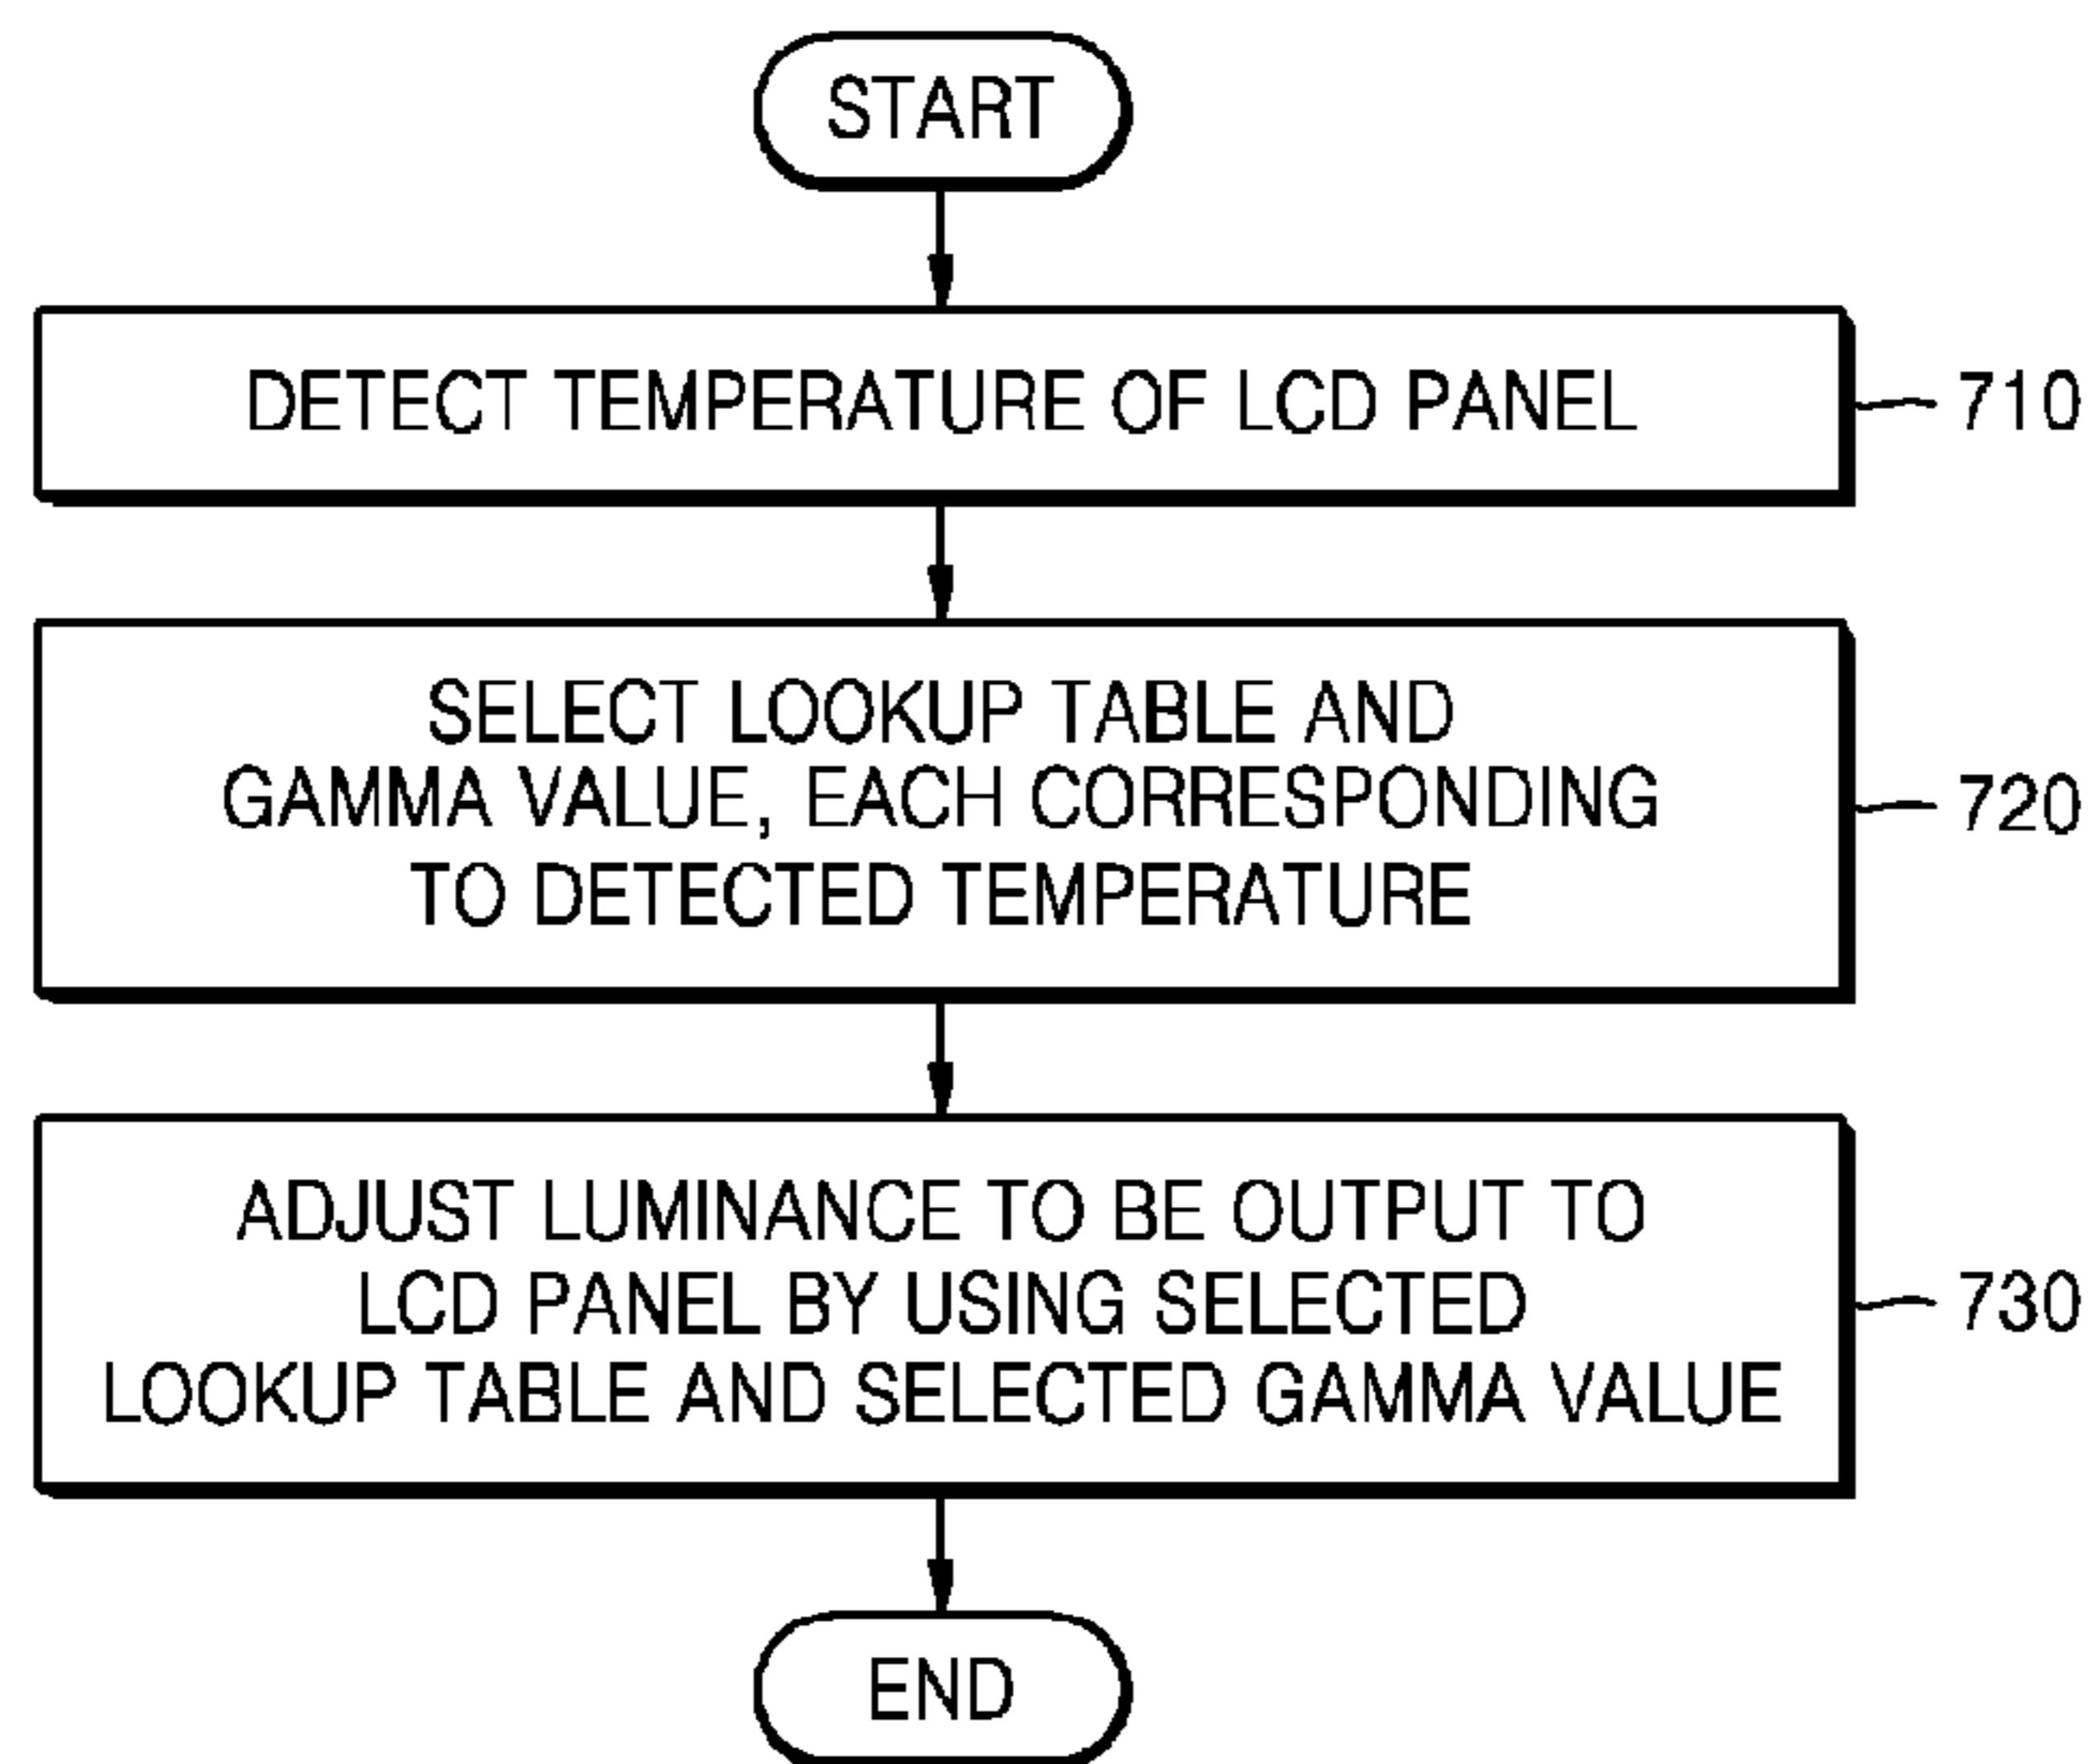 START
DETECT TEMPERATURE OF LCD PANEL
710
SELECT LOOKUP TABLE AND
GAMMA VALUE, EACH CORRESPONDING
TO DETECTED TEMPERATURE
720
ADJUST LUMINANCE TO BE OUTPUT TO
LCD PANEL BY USING SELECTED
LOOKUP TABLE AND SELECTED GAMMA VALUE
730
END